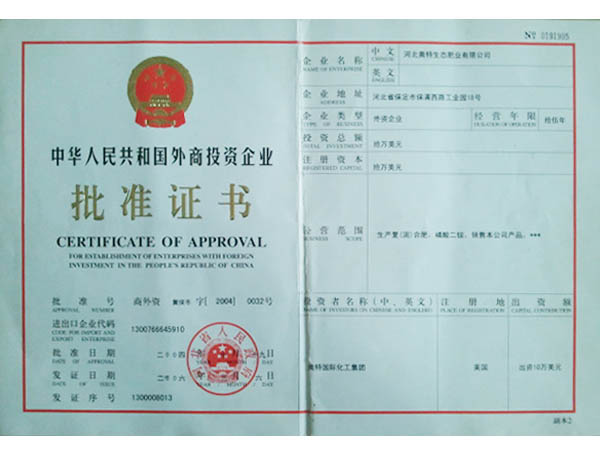 中华人民共和国外商投资企业
批准证书
CERTIFICATE OF APPROVAL
FOR ESTABLISHMENT OF ENTERPRISES WITH FOREIGN
INVESTMENT IN THE PEOPLE'S REPUBLIC OF CHINA
批准号 商外资 字[2004] 0032号
APPROVAL NUMBER
进出口企业代码 1300766645910
CODE FOR IMPORT AND
EXPORT ENTERPRISE
批准日期
DATE OF APPROVAL YEAR / MONTH / DAY
发证日期
DATE OF ISSUE YEAR / MONTH / DAY
发证序号 1300008013
No 0191905
企业名称 中文 河北奥特生态肥业有限公司
NAME OF ENTERPRISE CHINESE
英文
ENGLISH
企业地址 河北省保定市保满西路工业园18号
ADDRESS
企业类型 外资企业 经营年限 拾伍年
TYPE OF BUSINESS DURATION OF OPERATION
投资总额 拾万美元
TOTAL INVESTMENT
注册资本 拾万美元
REGISTERED CAPITAL
经营范围 生产复(混)合肥、磷酸二铵，销售本公司产品。***
BUSINESS SCOPE
投资者名称(中、英文) 注册地 出资额
NAME OF INVESTORS (IN CHINESE AND ENGLISH) PLACE OF REGISTRATION CAPITAL CONTRIBUTION
奥特国际化工集团 美国 出资10万美元
副本2